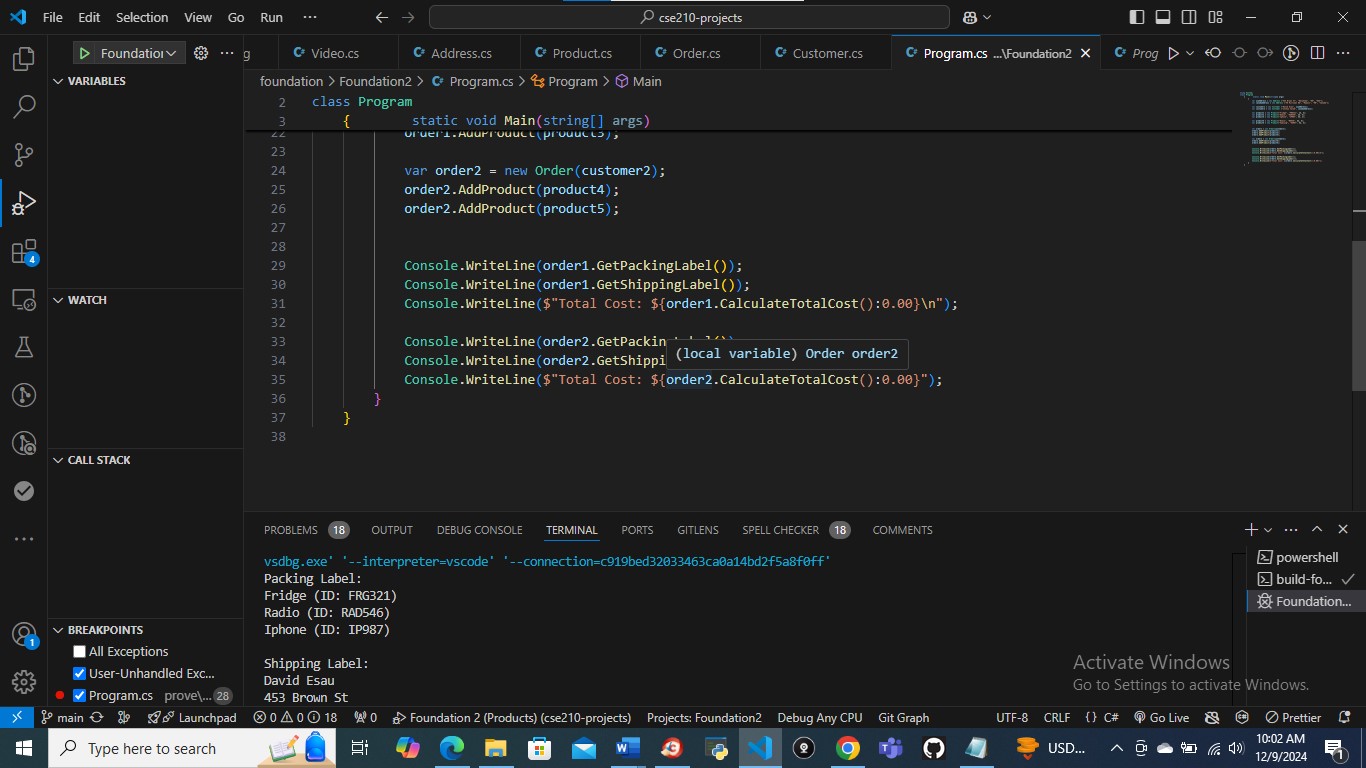 File Edit Selection View Go Run ··· cse210-projects
Foundation
VARIABLES
WATCH
CALL STACK
BREAKPOINTS
All Exceptions
User-Unhandled Exc...
Program.cs prove\... 28
4
1
g Video.cs Address.cs Product.cs Order.cs Customer.cs Program.cs ...\Foundation2 Prog
foundation > Foundation2 > Program.cs > Program > Main
2 class Program
3 { static void Main(string[] args)
22 order1.AddProduct(product3);
23
24 var order2 = new Order(customer2);
25 order2.AddProduct(product4);
26 order2.AddProduct(product5);
27
28
29 Console.WriteLine(order1.GetPackingLabel());
30 Console.WriteLine(order1.GetShippingLabel());
31 Console.WriteLine($"Total Cost: ${order1.CalculateTotalCost():0.00}\n");
32
33 Console.WriteLine(order2.GetPackin
(local variable) Order order2
34 Console.WriteLine(order2.GetShippi
35 Console.WriteLine($"Total Cost: ${order2.CalculateTotalCost():0.00}");
36 }
37 }
38
PROBLEMS 18 OUTPUT DEBUG CONSOLE TERMINAL PORTS GITLENS SPELL CHECKER 18 COMMENTS
vsdbg.exe' '--interpreter=vscode' '--connection=c919bed32033463ca0a14bd2f5a8f0ff'
Packing Label:
Fridge (ID: FRG321)
Radio (ID: RAD546)
Iphone (ID: IP987)
Shipping Label:
David Esau
453 Brown St
powershell
build-fo...
Foundation...
Activate Windows
Go to Settings to activate Windows.
main Launchpad 0 0 18 0 Foundation 2 (Products) (cse210-projects) Projects: Foundation2 Debug Any CPU Git Graph UTF-8 CRLF {} C# Go Live Prettier
Type here to search
USD...
10:02 AM
12/9/2024
1